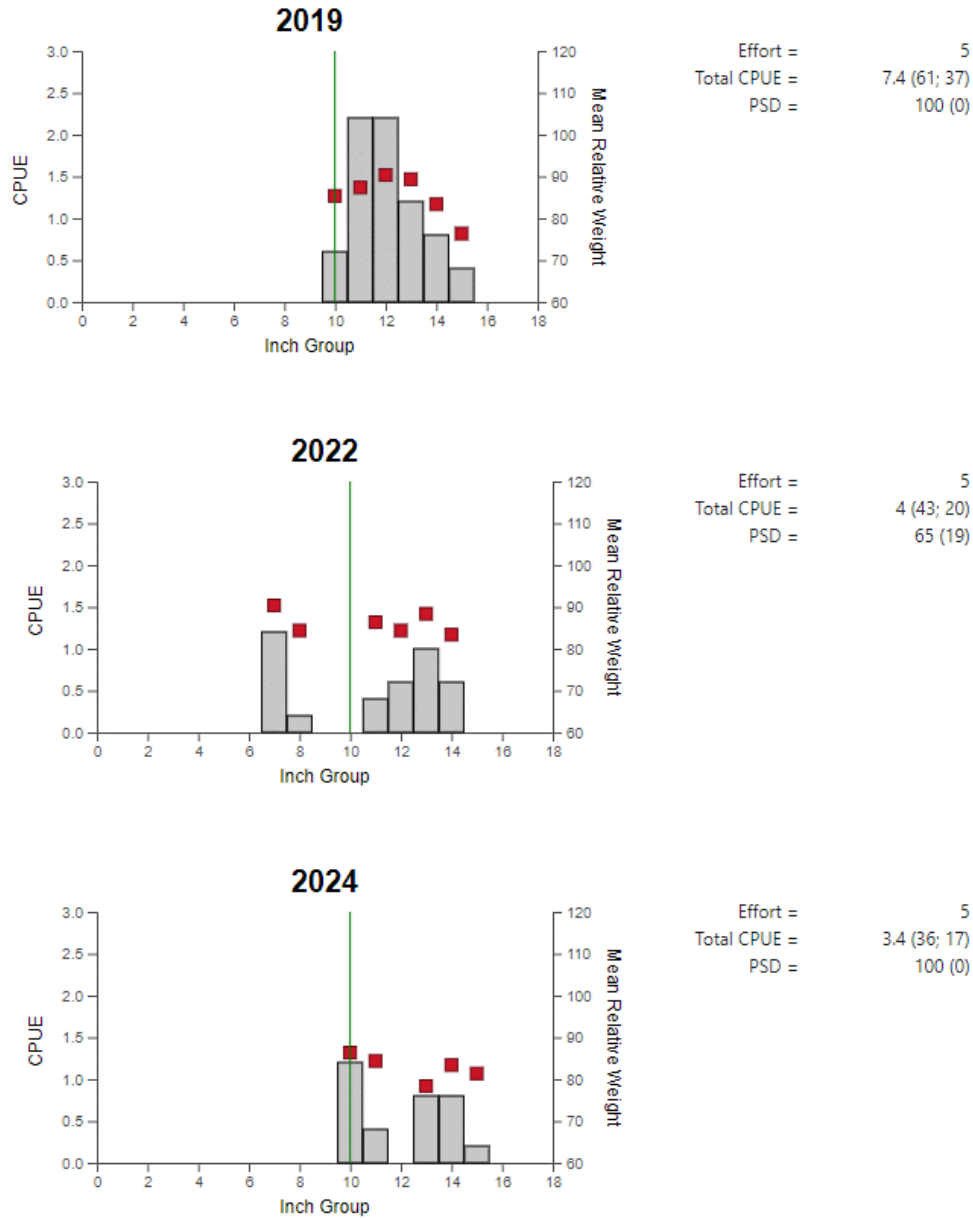 2019
Effort = 5
Total CPUE = 7.4 (61; 37)
PSD = 100 (0)
3.0 120
2.5 110
2.0 100
1.5 90
1.0 80
0.5 70
0.0 60
CPUE
Mean Relative Weight
0 2 4 6 8 10 12 14 16 18
Inch Group
2022
Effort = 5
Total CPUE = 4 (43; 20)
PSD = 65 (19)
3.0 120
2.5 110
2.0 100
1.5 90
1.0 80
0.5 70
0.0 60
CPUE
Mean Relative Weight
0 2 4 6 8 10 12 14 16 18
Inch Group
2024
Effort = 5
Total CPUE = 3.4 (36; 17)
PSD = 100 (0)
3.0 120
2.5 110
2.0 100
1.5 90
1.0 80
0.5 70
0.0 60
CPUE
Mean Relative Weight
0 2 4 6 8 10 12 14 16 18
Inch Group